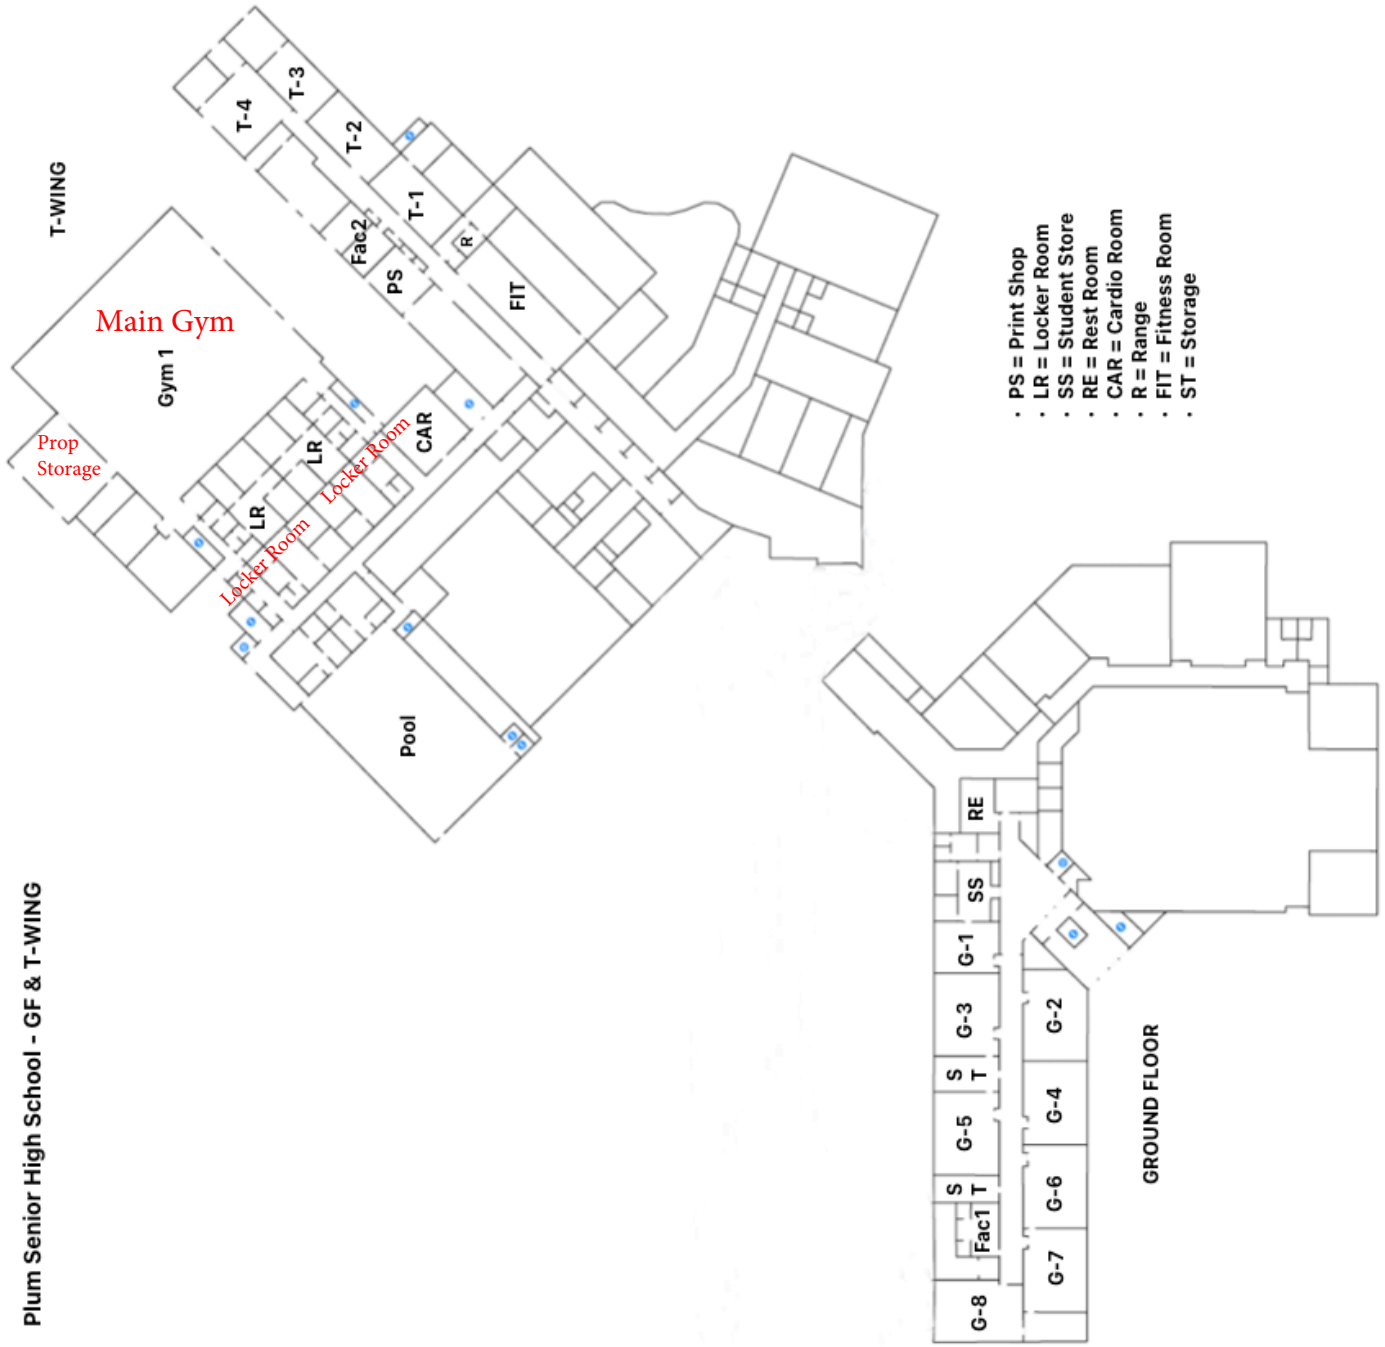 Plum Senior High School - GF & T-WING
T-WING
T-4
T-3
T-2
T-1
Fac2
PS
R
FIT
Main Gym
Gym 1
Prop
Storage
LR
Locker Room
CAR
LR
Locker Room
Pool
· PS = Print Shop
· LR = Locker Room
· SS = Student Store
· RE = Rest Room
· CAR = Cardio Room
· R = Range
· FIT = Fitness Room
· ST = Storage
GROUND FLOOR
RE
SS
G-1
G-2
G-3
S
T
G-4
G-5
S
T
G-6
Fac1
G-7
G-8